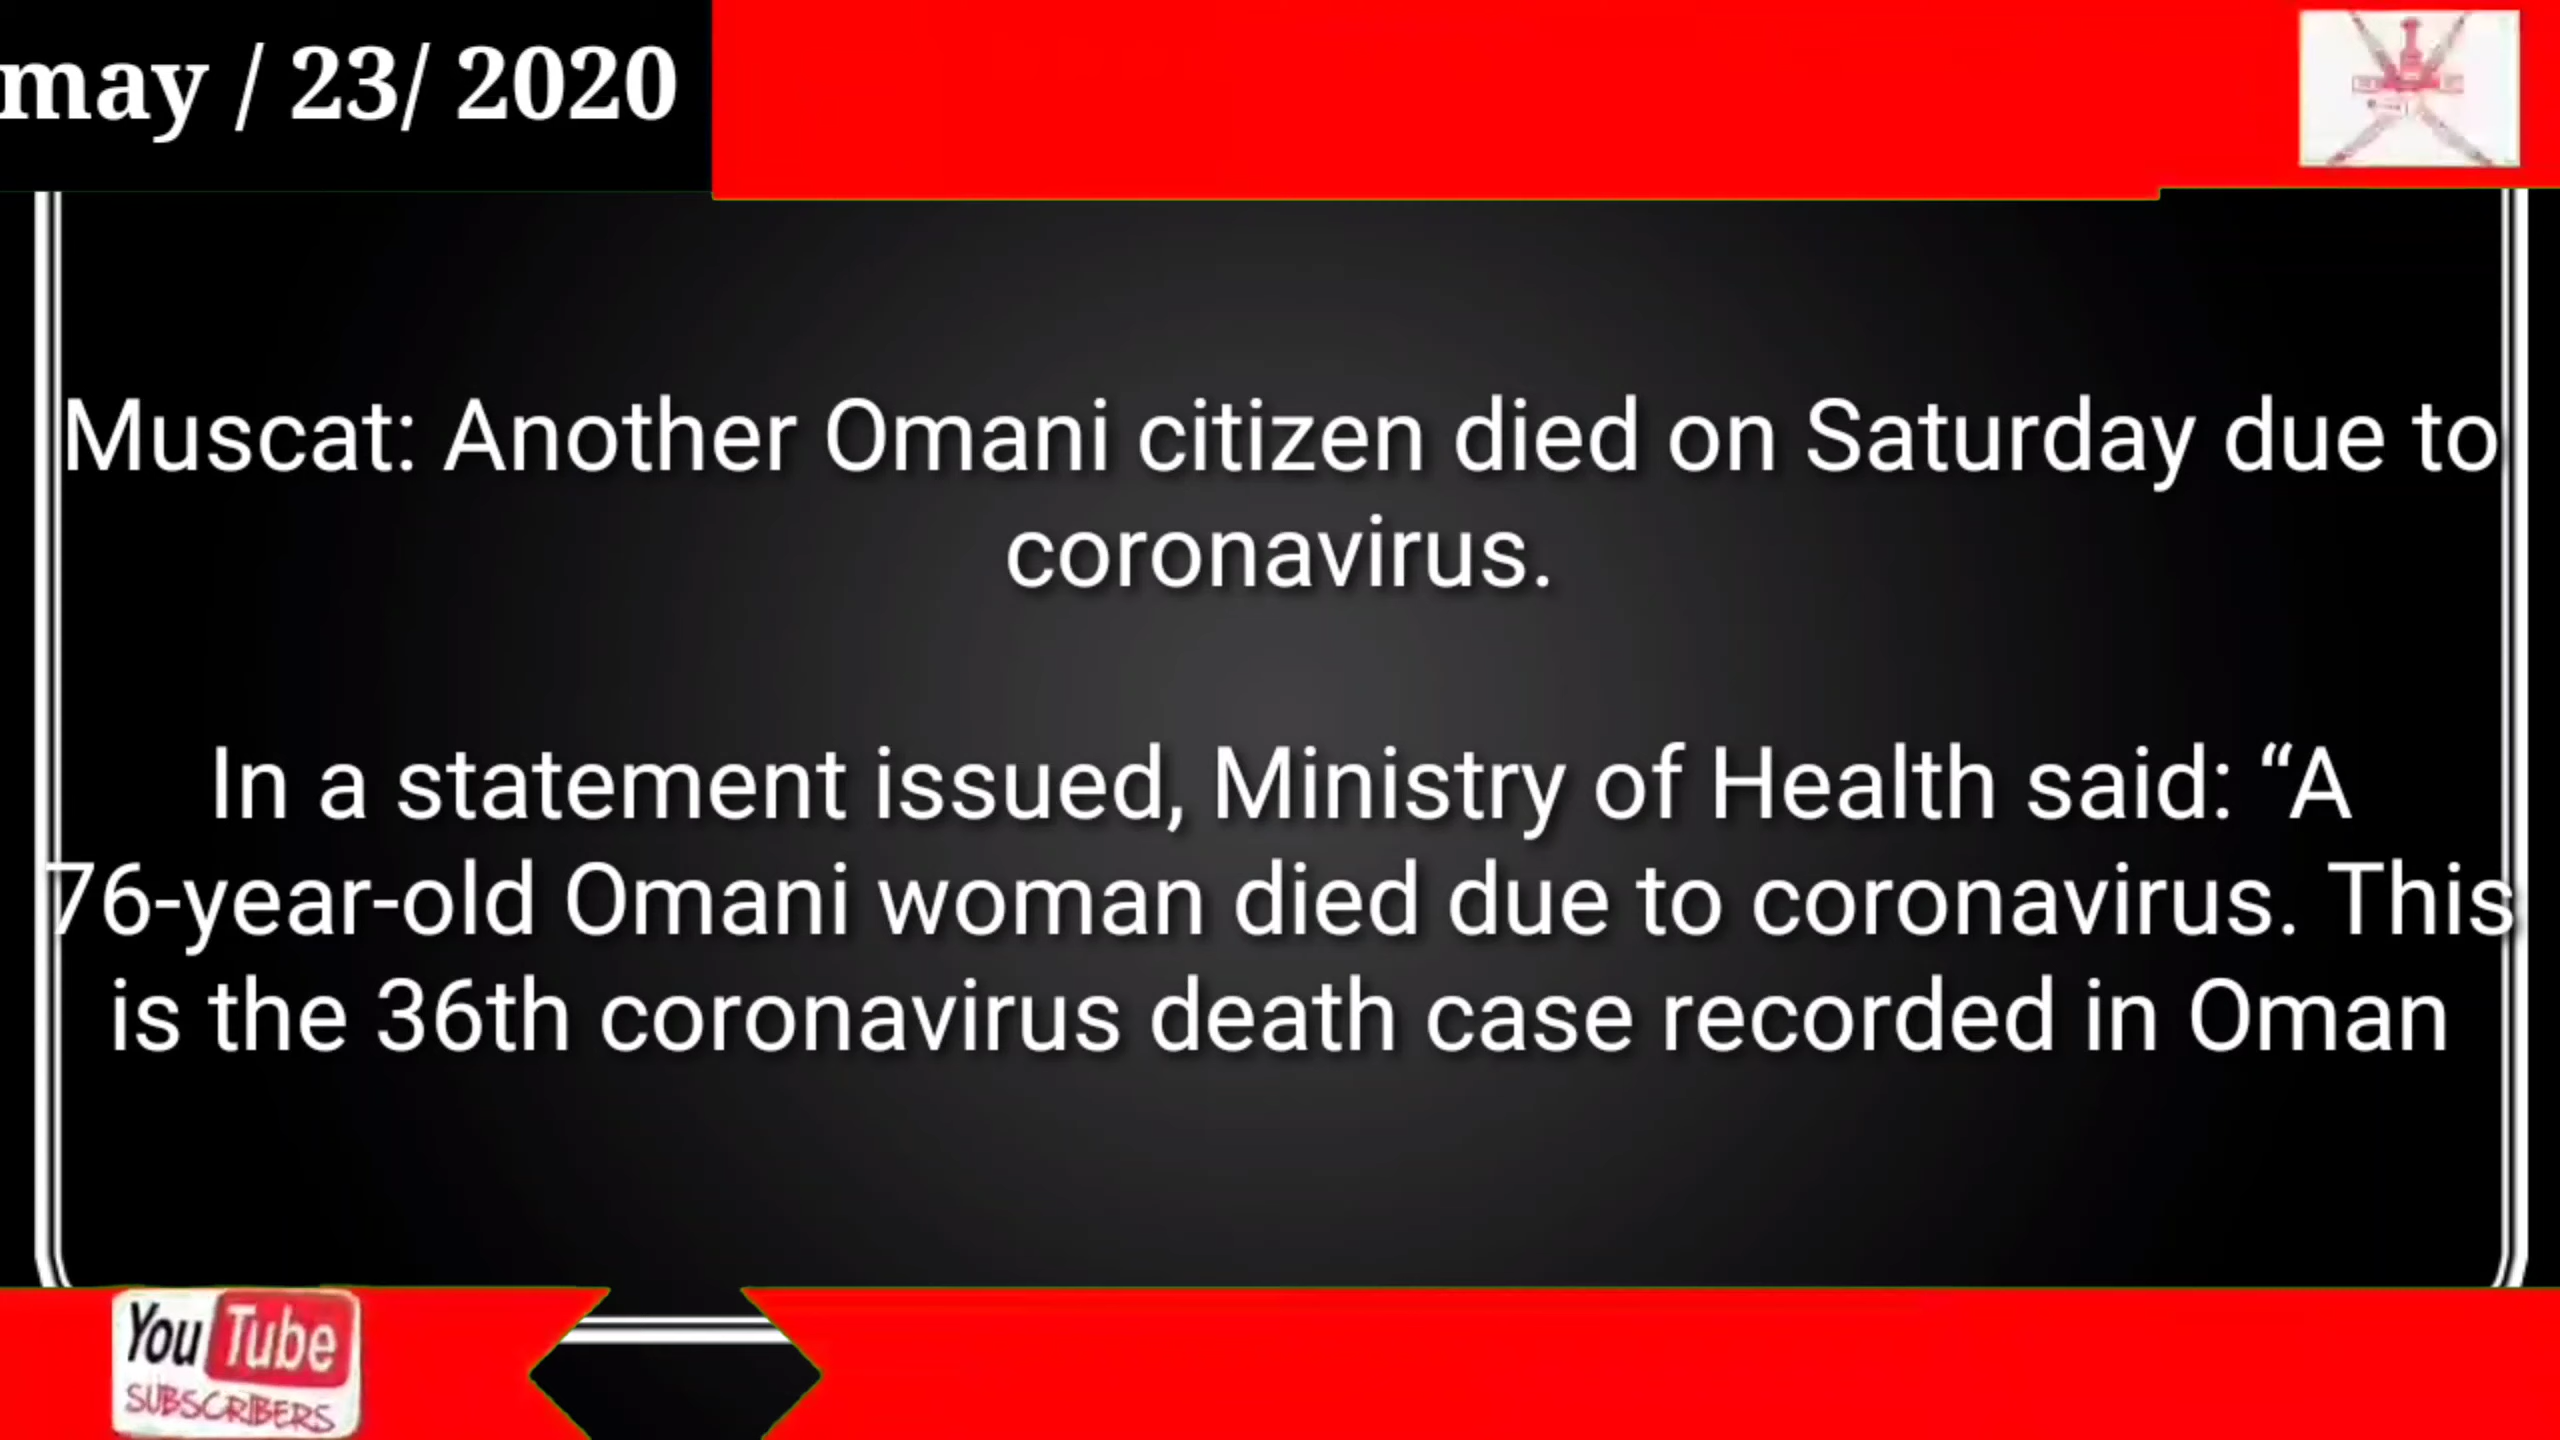 may / 23/ 2020
Muscat: Another Omani citizen died on Saturday due to
coronavirus.
In a statement issued, Ministry of Health said: “A
76-year-old Omani woman died due to coronavirus. This
is the 36th coronavirus death case recorded in Oman
YouTube
SUBSCRIBERS